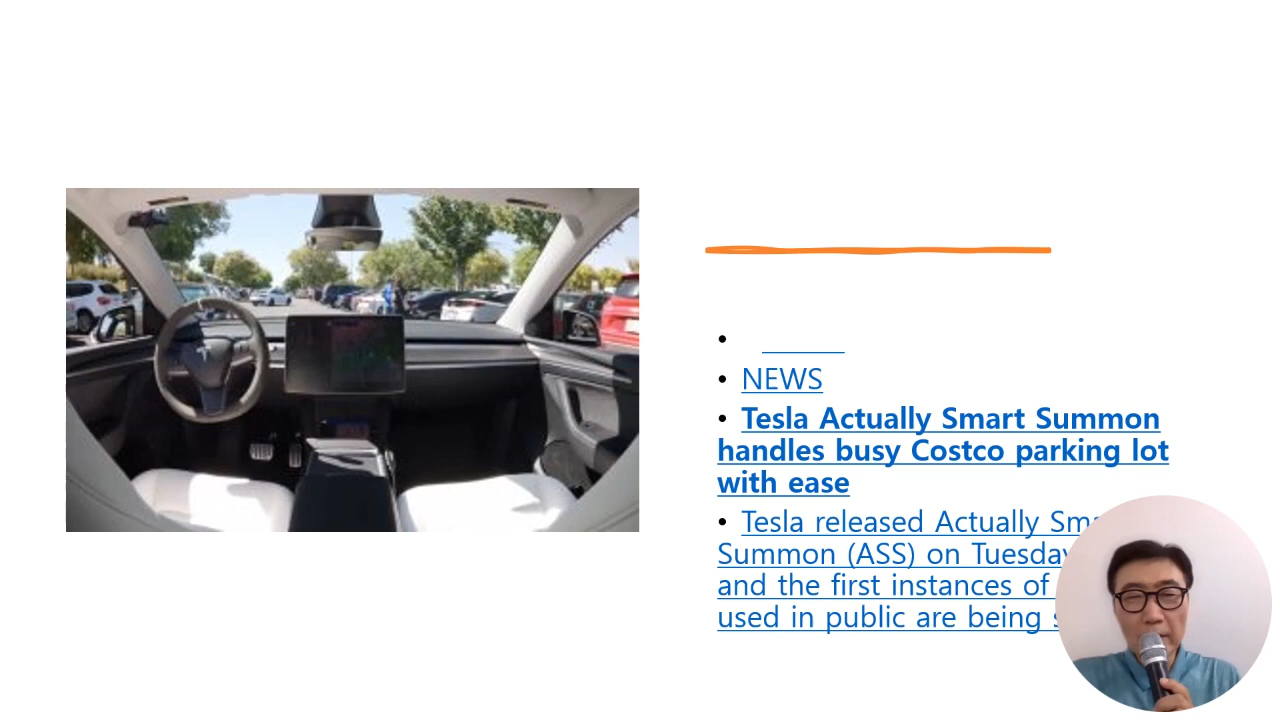 • NEWS
• Tesla Actually Smart Summon
handles busy Costco parking lot
with ease
• Tesla released Actually
Summon (ASS) on Tuesday
and the first instances of
used in public are being